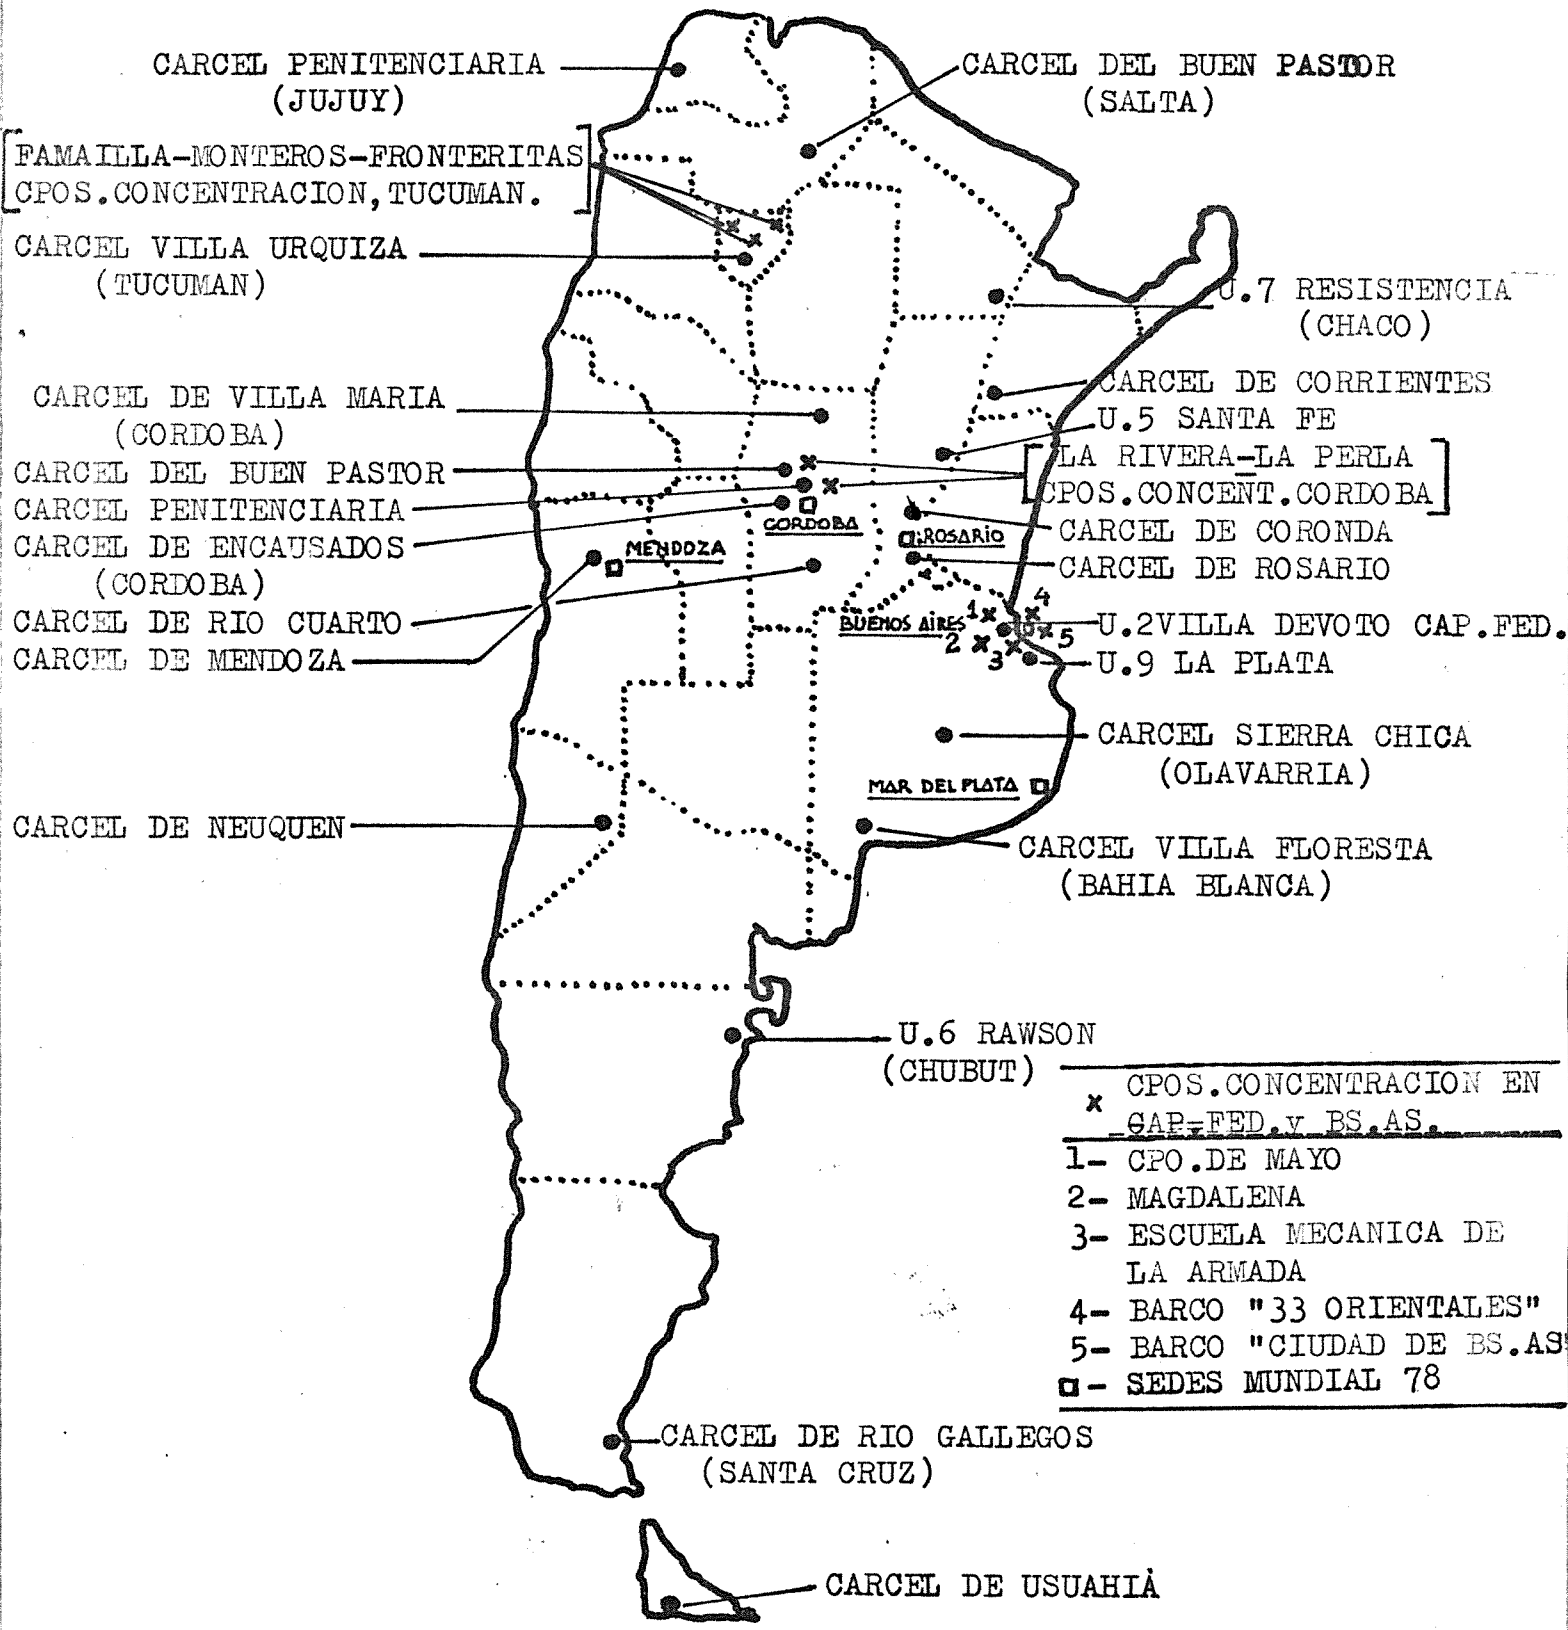 CARCEL PENITENCIARIA
(JUJUY)
CARCEL DEL BUEN PASTOR
(SALTA)
FAMAILLA-MONTEROS-FRONTERITAS
CPOS.CONCENTRACION,TUCUMAN.
CARCEL VILLA URQUIZA
(TUCUMAN)
U.7 RESISTENCIA
(CHACO)
CARCEL DE CORRIENTES
CARCEL DE VILLA MARIA
(CORDOBA)
U.5 SANTA FE
LA RIVERA-LA PERLA
CPOS.CONCENT.CORDOBA
CARCEL DEL BUEN PASTOR
CARCEL PENITENCIARIA
CARCEL DE ENCAUSADOS
(CORDOBA)
CARCEL DE RIO CUARTO
CARCEL DE MENDOZA
CORDOBA
MENDOZA
ROSARIO
CARCEL DE CORONDA
CARCEL DE ROSARIO
BUENOS AIRES
1
4
2
5
3
U.2VILLA DEVOTO CAP.FED.
U.9 LA PLATA
CARCEL SIERRA CHICA
(OLAVARRIA)
MAR DEL PLATA
CARCEL DE NEUQUEN
CARCEL VILLA FLORESTA
(BAHIA BLANCA)
U.6 RAWSON
(CHUBUT)
x CPOS.CONCENTRACION EN
CAP.FED.y BS.AS.
1- CPO.DE MAYO
2- MAGDALENA
3- ESCUELA MECANICA DE
LA ARMADA
4- BARCO "33 ORIENTALES"
5- BARCO "CIUDAD DE BS.AS"
- SEDES MUNDIAL 78
CARCEL DE RIO GALLEGOS
(SANTA CRUZ)
CARCEL DE USUAHIÀ